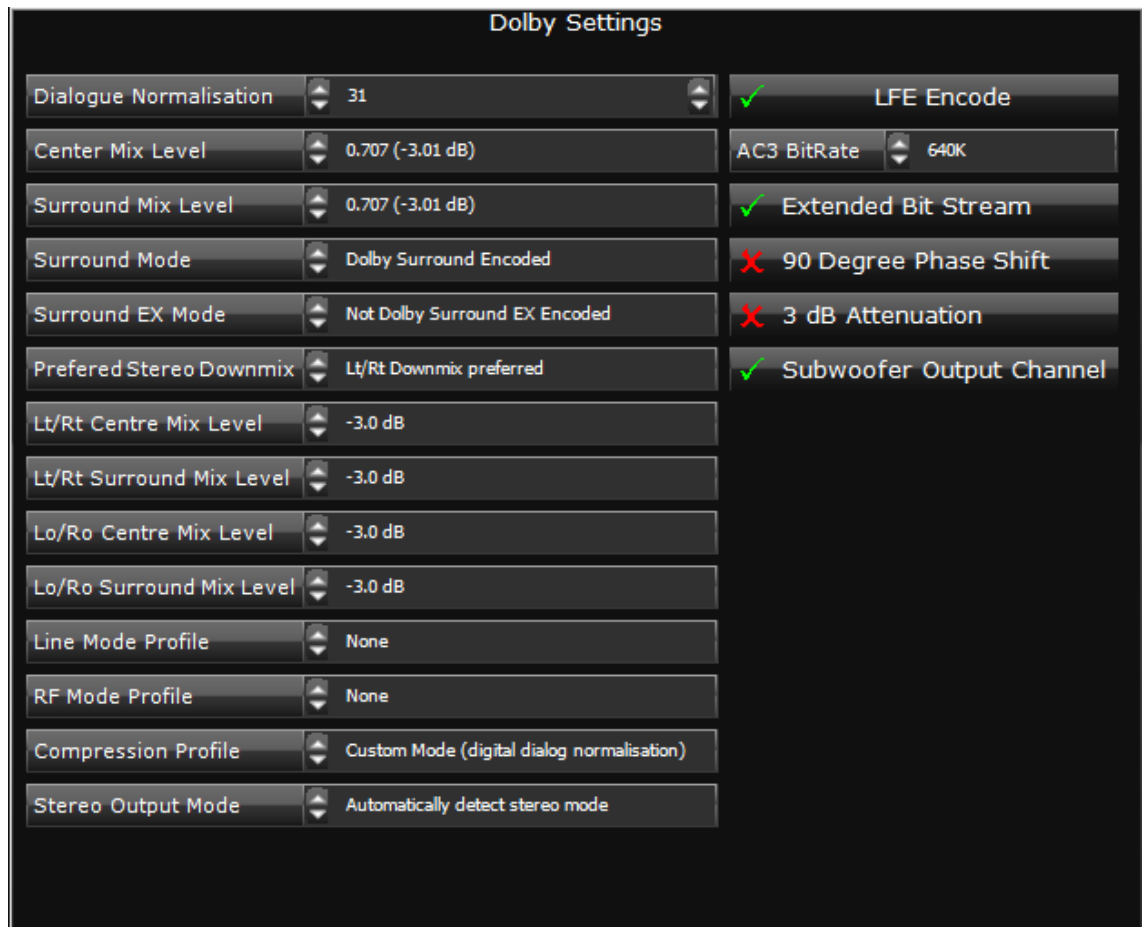 Dolby Settings
Dialogue Normalisation 31 LFE Encode
Center Mix Level 0.707 (-3.01 dB) AC3 BitRate 640K
Surround Mix Level 0.707 (-3.01 dB) Extended Bit Stream
Surround Mode Dolby Surround Encoded 90 Degree Phase Shift
Surround EX Mode Not Dolby Surround EX Encoded 3 dB Attenuation
Prefered Stereo Downmix Lt/Rt Downmix preferred Subwoofer Output Channel
Lt/Rt Centre Mix Level -3.0 dB
Lt/Rt Surround Mix Level -3.0 dB
Lo/Ro Centre Mix Level -3.0 dB
Lo/Ro Surround Mix Level -3.0 dB
Line Mode Profile None
RF Mode Profile None
Compression Profile Custom Mode (digital dialog normalisation)
Stereo Output Mode Automatically detect stereo mode